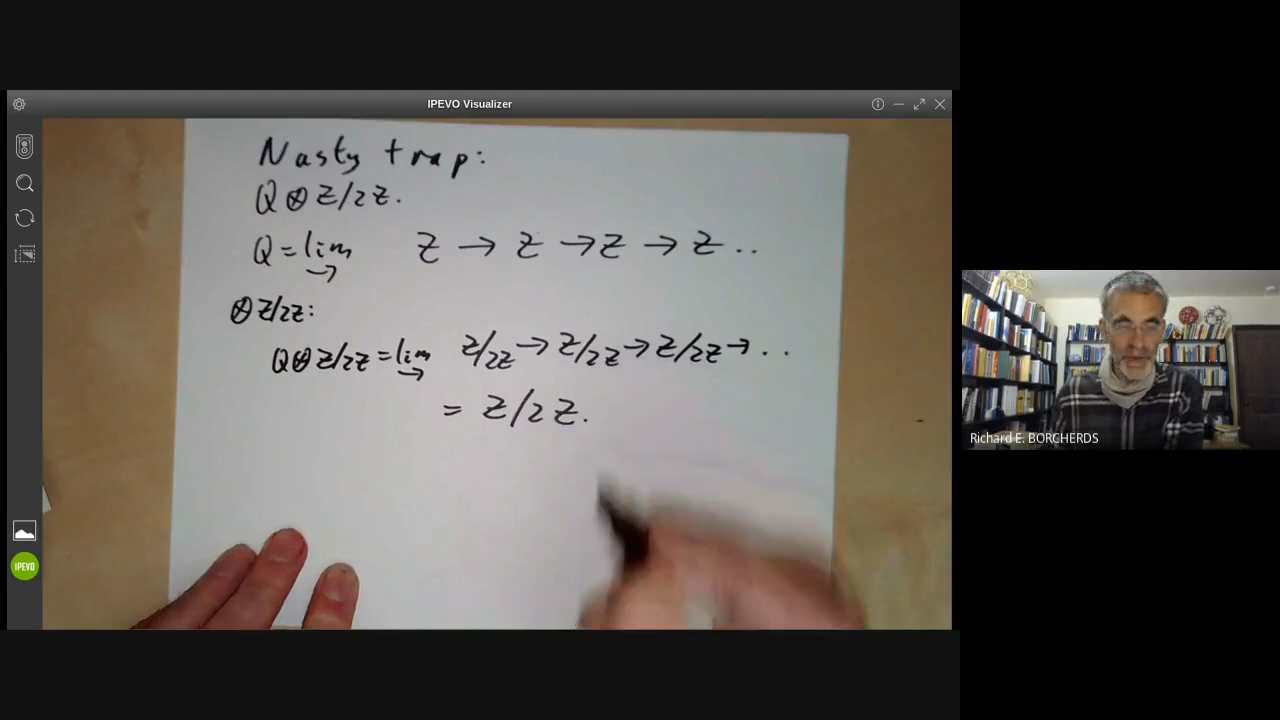 IPEVO Visualizer
Nasty trap:
Q ⊗ Z/2Z.
Q = lim → Z → Z → Z → Z ..
⊗ Z/2Z:
Q ⊗ Z/2Z = lim → Z/2Z → Z/2Z → Z/2Z → ...
= Z/2Z.
IPEVO
Richard E. BORCHERDS